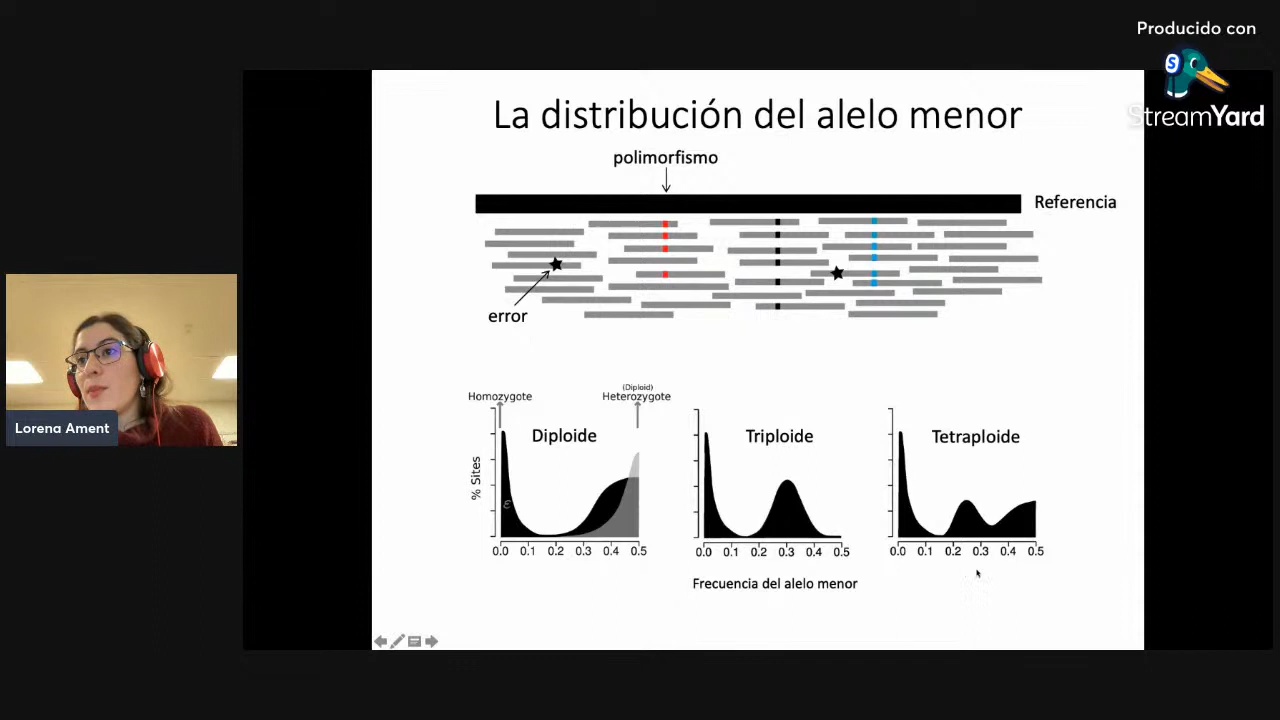 Producido con
StreamYard
La distribución del alelo menor
polimorfismo
Referencia
error
(Diploid)
Homozygote
Heterozygote
Diploide
Triploide
Tetraploide
% Sites
ε
0.0 0.1 0.2 0.3 0.4 0.5
0.0 0.1 0.2 0.3 0.4 0.5
0.0 0.1 0.2 0.3 0.4 0.5
Frecuencia del alelo menor
Lorena Ament